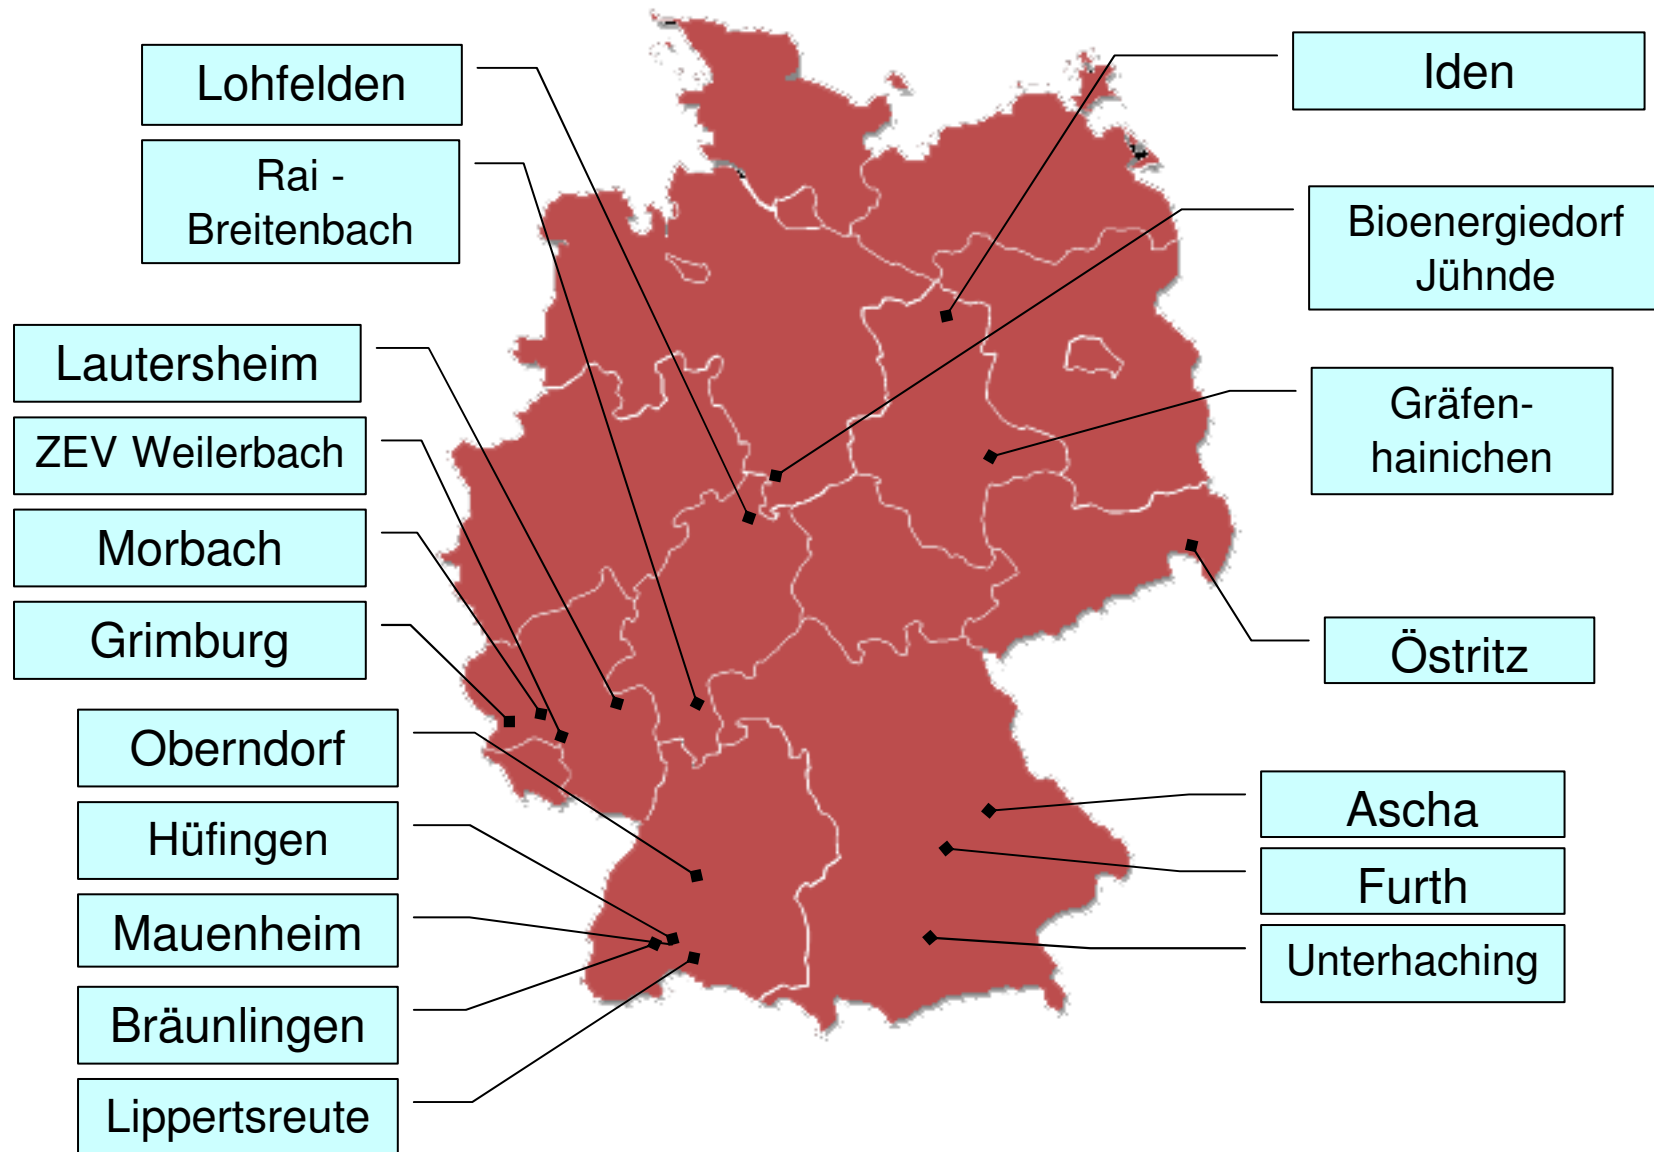 Lohfelden
Rai -
Breitenbach
Lautersheim
ZEV Weilerbach
Morbach
Grimburg
Oberndorf
Hüfingen
Mauenheim
Bräunlingen
Lippertsreute
Iden
Bioenergiedorf
Jühnde
Gräfen-
hainichen
Östritz
Ascha
Furth
Unterhaching